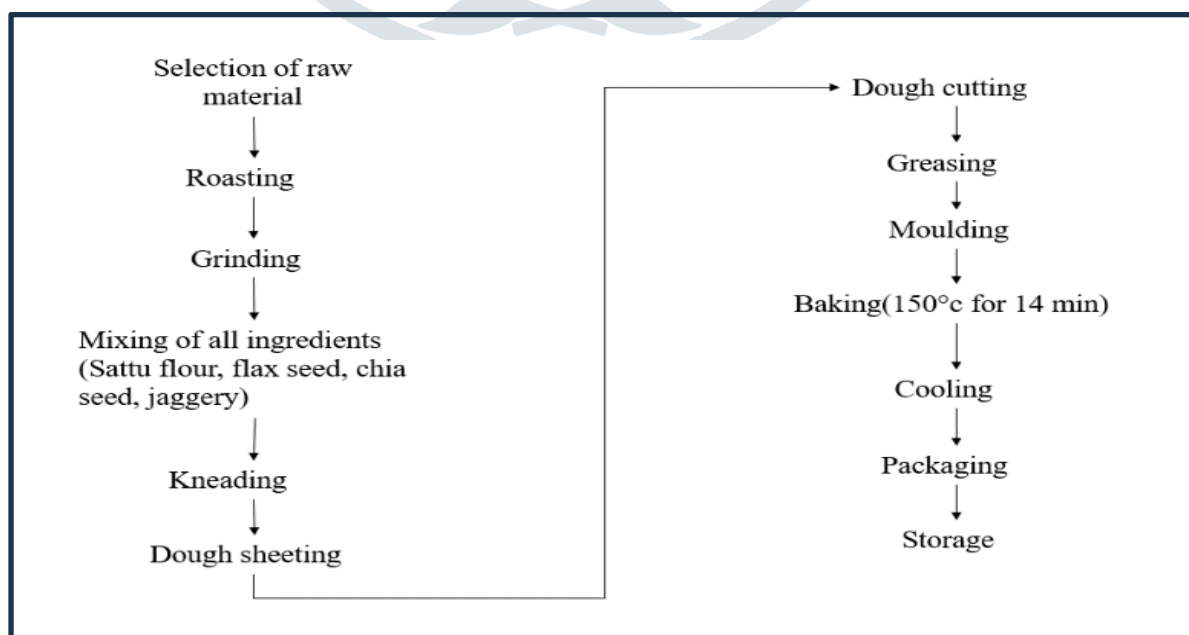 Selection of raw
material
Roasting
Grinding
Mixing of all ingredients
(Sattu flour, flax seed, chia
seed, jaggery)
Kneading
Dough sheeting
Dough cutting
Greasing
Moulding
Baking(150°c for 14 min)
Cooling
Packaging
Storage